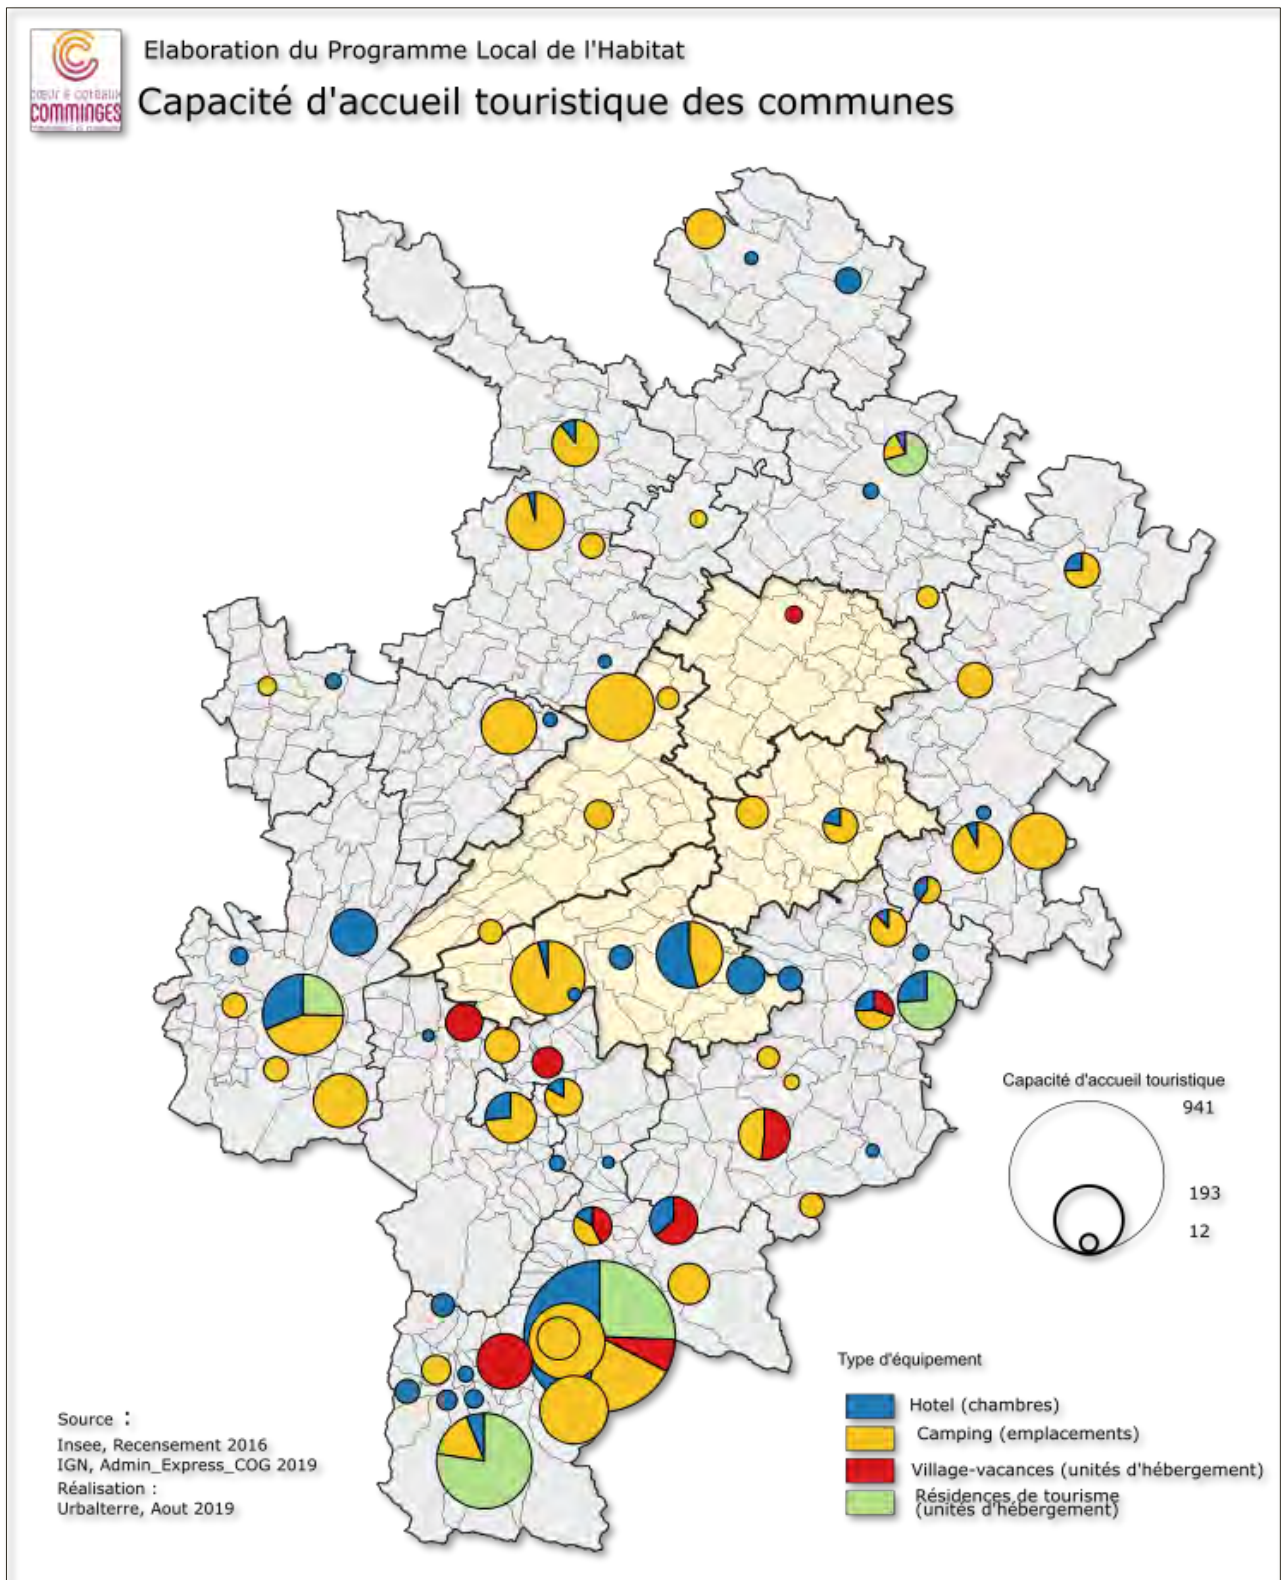 Elaboration du Programme Local de l'Habitat
Capacité d'accueil touristique des communes
cœur & coteaux
COMMINGES
Capacité d'accueil touristique
941
193
12
Type d'équipement
Hotel (chambres)
Camping (emplacements)
Village-vacances (unités d'hébergement)
Résidences de tourisme
(unités d'hébergement)
Source :
Insee, Recensement 2016
IGN, Admin_Express_COG 2019
Réalisation :
Urbalterre, Aout 2019